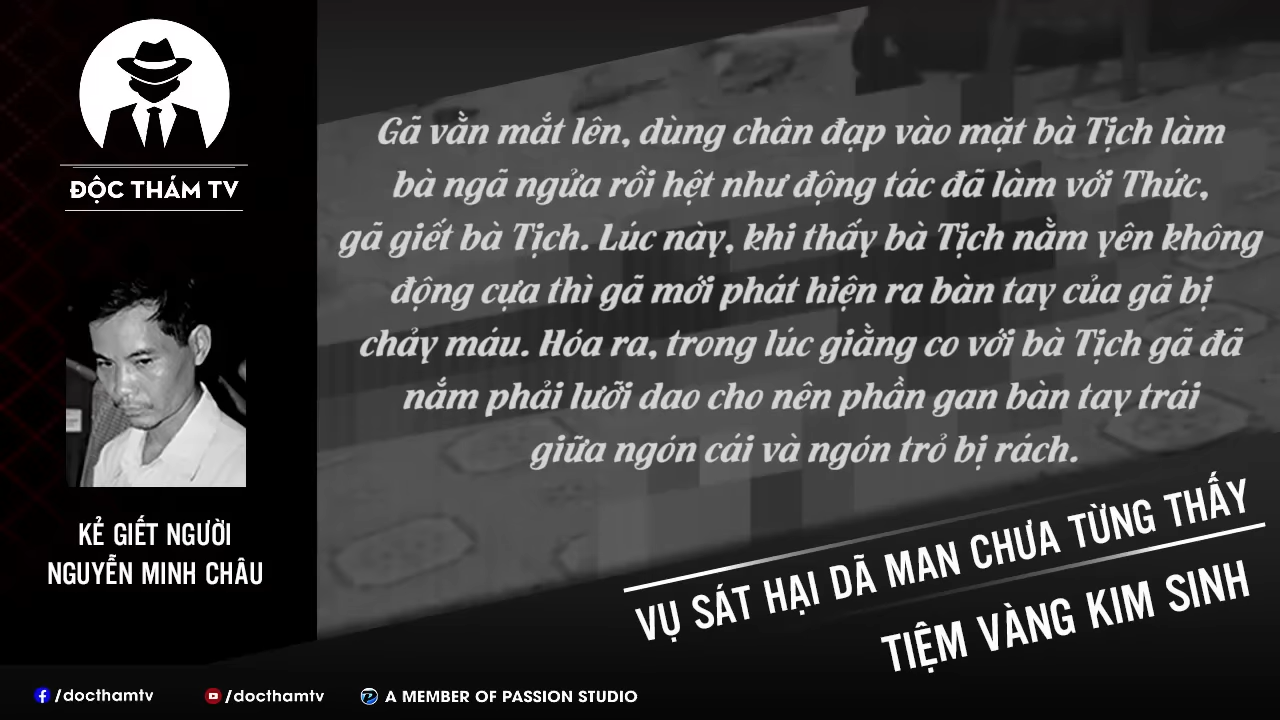 ĐỘC THÁM TV
KẺ GIẾT NGƯỜI
NGUYỄN MINH CHÂU
Gã vằn mắt lên, dùng chân đạp vào mặt bà Tịch làm
bà ngã ngửa rồi hệt như động tác đã làm với Thức,
gã giết bà Tịch. Lúc này, khi thấy bà Tịch nằm yên không
động cựa thì gã mới phát hiện ra bàn tay của gã bị
chảy máu. Hóa ra, trong lúc giằng co với bà Tịch gã đã
nắm phải lưỡi dao cho nên phần gan bàn tay trái
giữa ngón cái và ngón trỏ bị rách.
VỤ SÁT HẠI DÃ MAN CHƯA TỪNG THẤY
TIỆM VÀNG KIM SINH
/docthamtv
/docthamtv
A MEMBER OF PASSION STUDIO